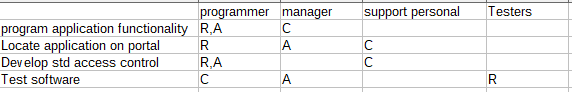 programmer manager support personal Testers
program application functionality R,A C
Locate application on portal R A C
Develop std access control R,A C
Test software C A R